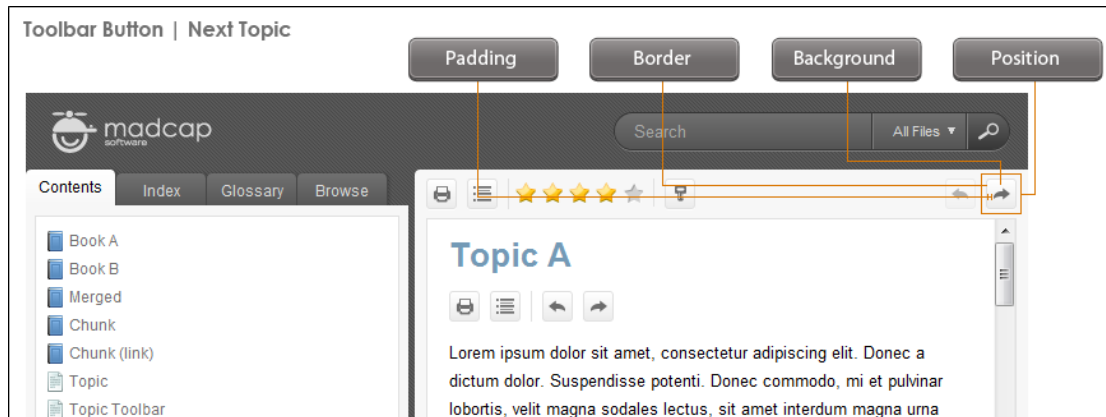 Toolbar Button | Next Topic
Padding
Border
Background
Position
madcap
software
Search
All Files
Contents
Index
Glossary
Browse
Book A
Book B
Merged
Chunk
Chunk (link)
Topic
Topic Toolbar
Topic A
Lorem ipsum dolor sit amet, consectetur adipiscing elit. Donec a
dictum dolor. Suspendisse potenti. Donec commodo, mi et pulvinar
lobortis, velit magna sodales lectus, sit amet interdum magna urna